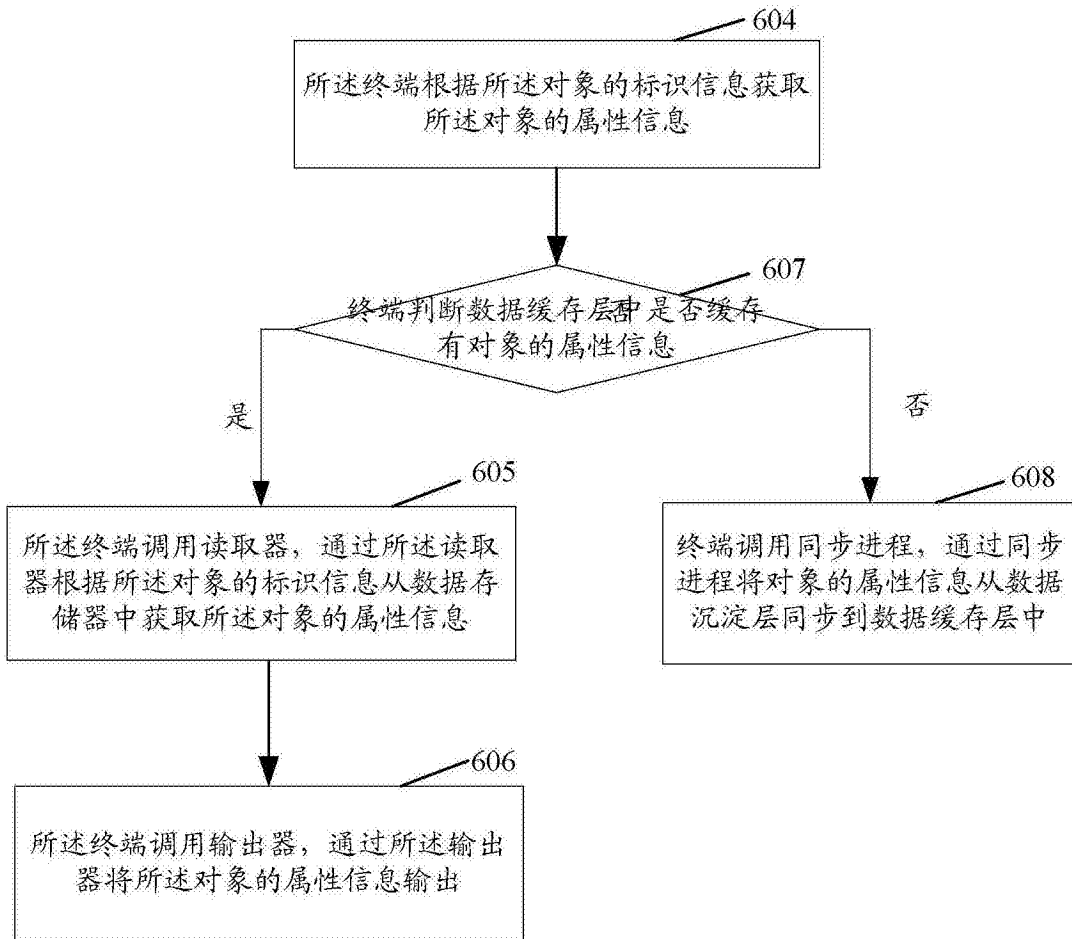 604
所述终端根据所述对象的标识信息获取
所述对象的属性信息
607
终端判断数据缓存层中是否缓存
有对象的属性信息
是
否
605
所述终端调用读取器，通过所述读取
器根据所述对象的标识信息从数据存
储器中获取所述对象的属性信息
608
终端调用同步进程，通过同步
进程将对象的属性信息从数据
沉淀层同步到数据缓存层中
606
所述终端调用输出器，通过所述输出
器将所述对象的属性信息输出